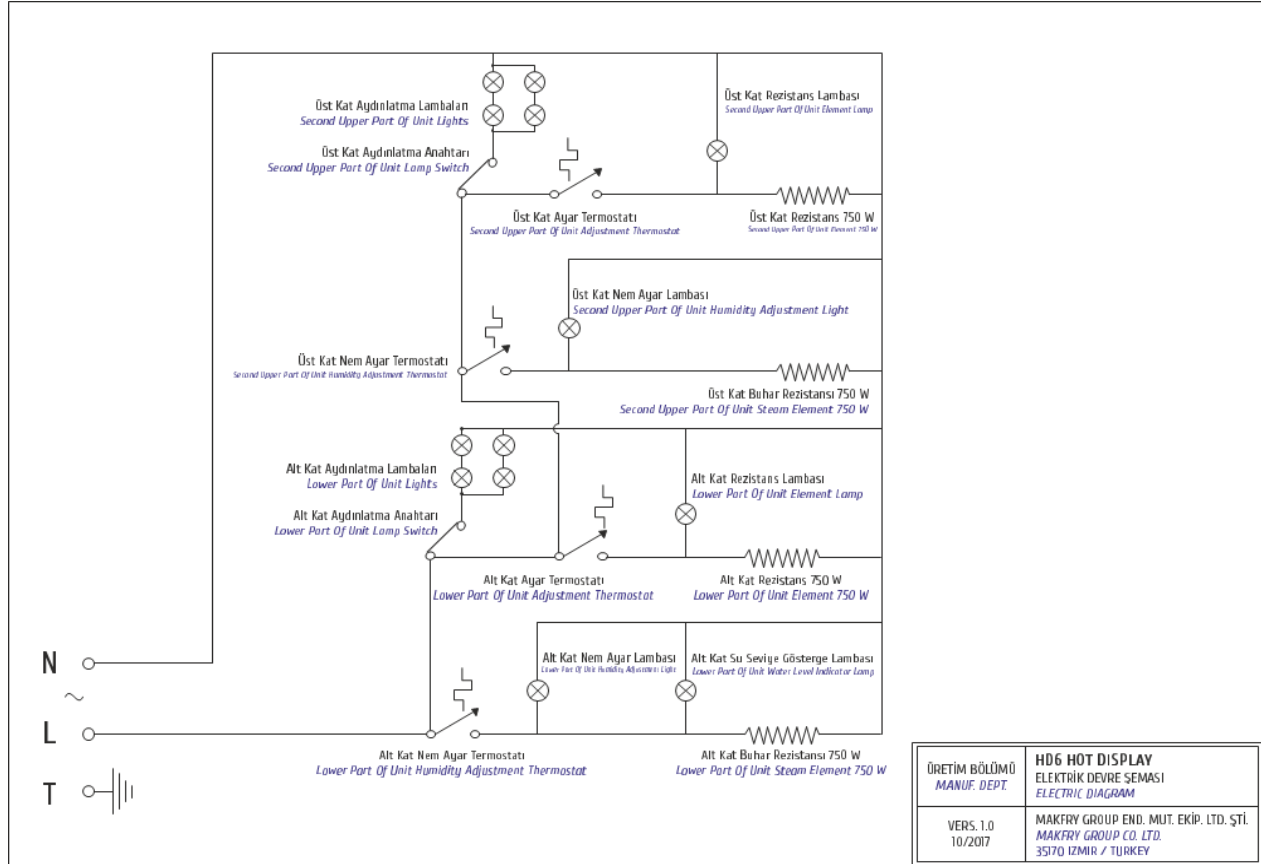 Üst Kat Aydınlatma Lambaları
Second Upper Part Of Unit Lights
Üst Kat Rezistans Lambası
Second Upper Part Of Unit Element Lamp
Üst Kat Aydınlatma Anahtarı
Second Upper Part Of Unit Lamp Switch
Üst Kat Ayar Termostatı
Second Upper Part Of Unit Adjustment Thermostat
Üst Kat Rezistans 750 W
Second Upper Part Of Unit Element 750 W
Üst Kat Nem Ayar Lambası
Second Upper Part Of Unit Humidity Adjustment Light
Üst Kat Nem Ayar Termostatı
Second Upper Part Of Unit Humidity Adjustment Thermostat
Üst Kat Buhar Rezistansı 750 W
Second Upper Part Of Unit Steam Element 750 W
Alt Kat Aydınlatma Lambaları
Lower Part Of Unit Lights
Alt Kat Rezistans Lambası
Lower Part Of Unit Element Lamp
Alt Kat Aydınlatma Anahtarı
Lower Part Of Unit Lamp Switch
Alt Kat Ayar Termostatı
Lower Part Of Unit Adjustment Thermostat
Alt Kat Rezistans 750 W
Lower Part Of Unit Element 750 W
N
Alt Kat Nem Ayar Lambası
Lower Part Of Unit Humidity Adjustment Light
Alt Kat Su Seviye Gösterge Lambası
Lower Part Of Unit Water Level Indicator Lamp
~
L
Alt Kat Nem Ayar Termostatı
Lower Part Of Unit Humidity Adjustment Thermostat
Alt Kat Buhar Rezistansı 750 W
Lower Part Of Unit Steam Element 750 W
T
ÜRETİM BÖLÜMÜ
MANUF. DEPT.
HD6 HOT DISPLAY
ELEKTRİK DEVRE ŞEMASI
ELECTRIC DIAGRAM
VERS. 1.0
10/2017
MAKFRY GROUP END. MUT. EKİP. LTD. ŞTİ.
MAKFRY GROUP CO. LTD.
35170 IZMIR / TURKEY